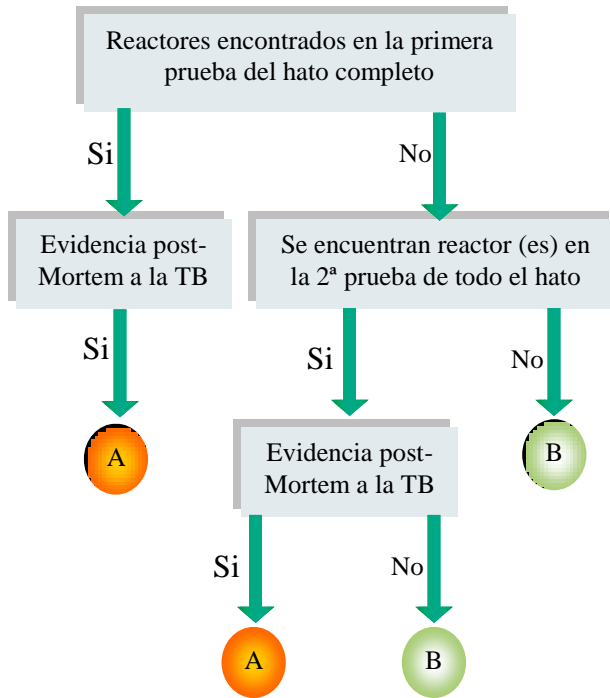 Reactores encontrados en la primera
prueba del hato completo
Si
No
Evidencia post-
Mortem a la TB
Se encuentran reactor (es) en
la 2ª prueba de todo el hato
Si
Si
No
A
Evidencia post-
Mortem a la TB
B
Si
No
A
B